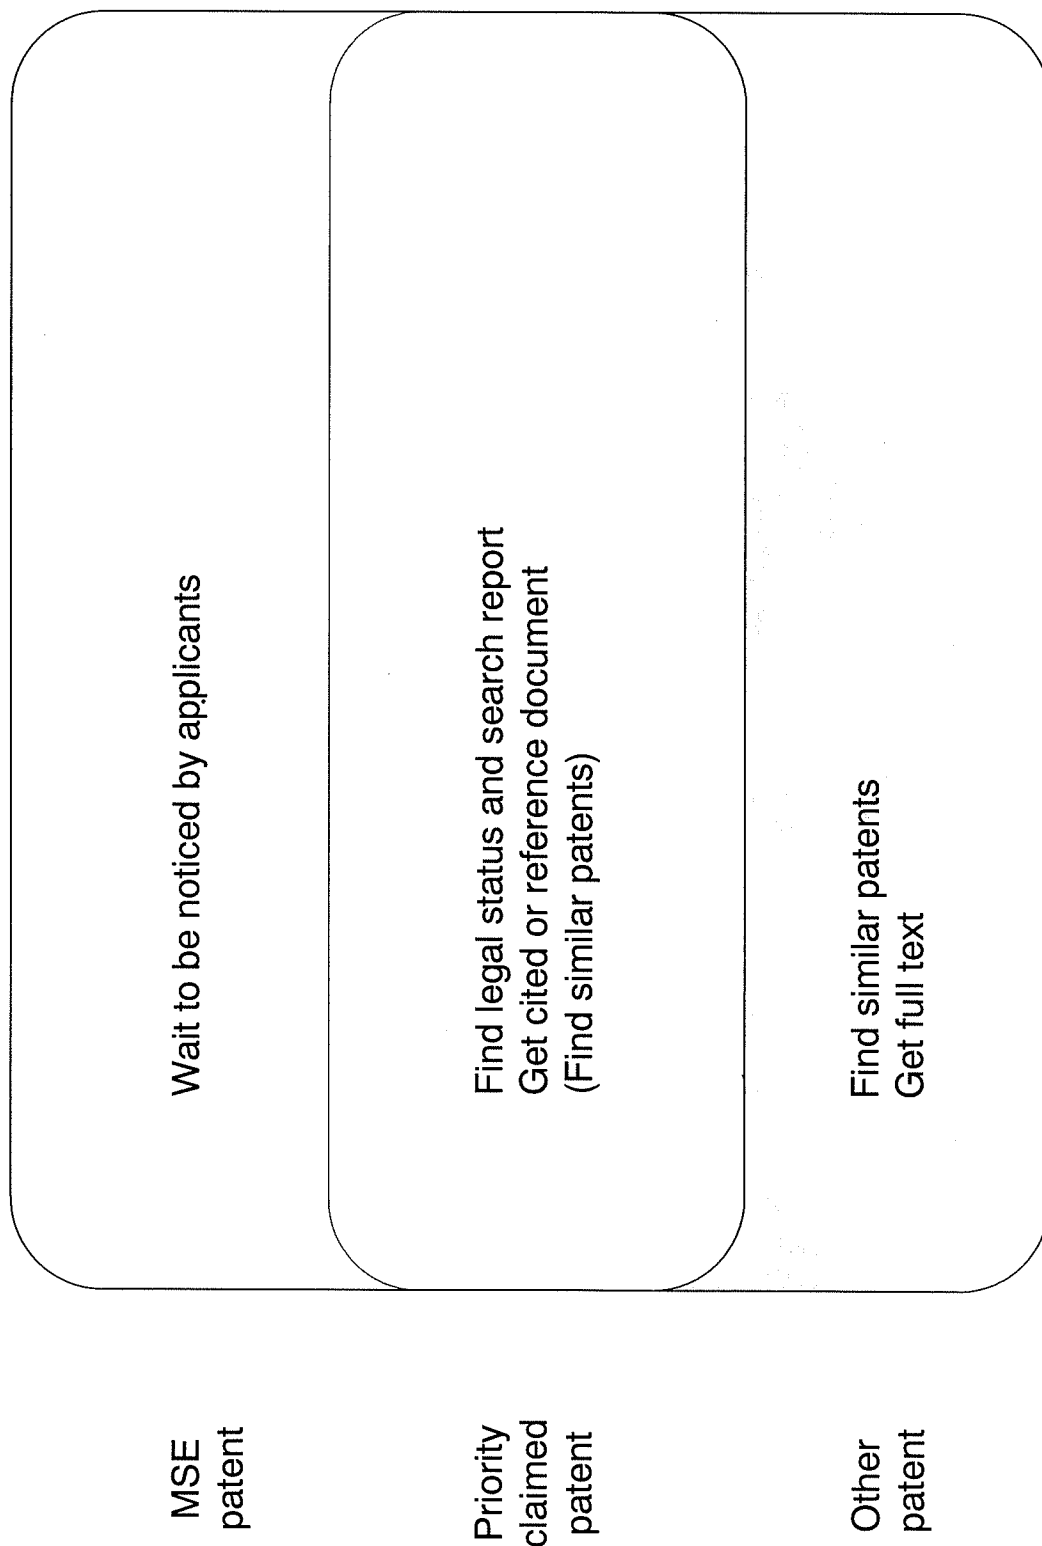 MSE
patent
Wait to be noticed by applicants
Priority
claimed
patent
Find legal status and search report
Get cited or reference document
(Find similar patents)
Other
patent
Find similar patents
Get full text